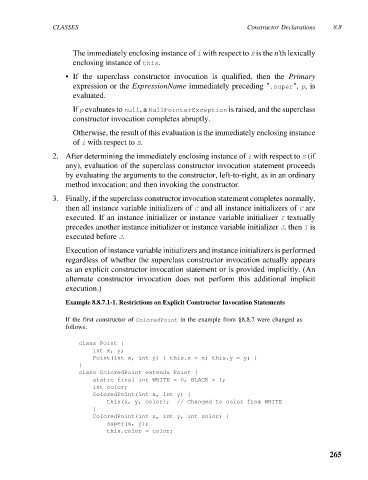 CLASSES Constructor Declarations 8.8
The immediately enclosing instance of i with respect to S is the n'th lexically
enclosing instance of this.
• If the superclass constructor invocation is qualified, then the Primary
expression or the ExpressionName immediately preceding ".super", p, is
evaluated.
If p evaluates to null, a NullPointerException is raised, and the superclass
constructor invocation completes abruptly.
Otherwise, the result of this evaluation is the immediately enclosing instance
of i with respect to S.
2. After determining the immediately enclosing instance of i with respect to S (if
any), evaluation of the superclass constructor invocation statement proceeds
by evaluating the arguments to the constructor, left-to-right, as in an ordinary
method invocation; and then invoking the constructor.
3. Finally, if the superclass constructor invocation statement completes normally,
then all instance variable initializers of C and all instance initializers of C are
executed. If an instance initializer or instance variable initializer I textually
precedes another instance initializer or instance variable initializer J, then I is
executed before J.
Execution of instance variable initializers and instance initializers is performed
regardless of whether the superclass constructor invocation actually appears
as an explicit constructor invocation statement or is provided implicitly. (An
alternate constructor invocation does not perform this additional implicit
execution.)
Example 8.8.7.1-1. Restrictions on Explicit Constructor Invocation Statements
If the first constructor of ColoredPoint in the example from §8.8.7 were changed as
follows:
class Point {
int x, y;
Point(int x, int y) { this.x = x; this.y = y; }
}
class ColoredPoint extends Point {
static final int WHITE = 0, BLACK = 1;
int color;
ColoredPoint(int x, int y) {
this(x, y, color); // Changed to color from WHITE
}
ColoredPoint(int x, int y, int color) {
super(x, y);
this.color = color;
265